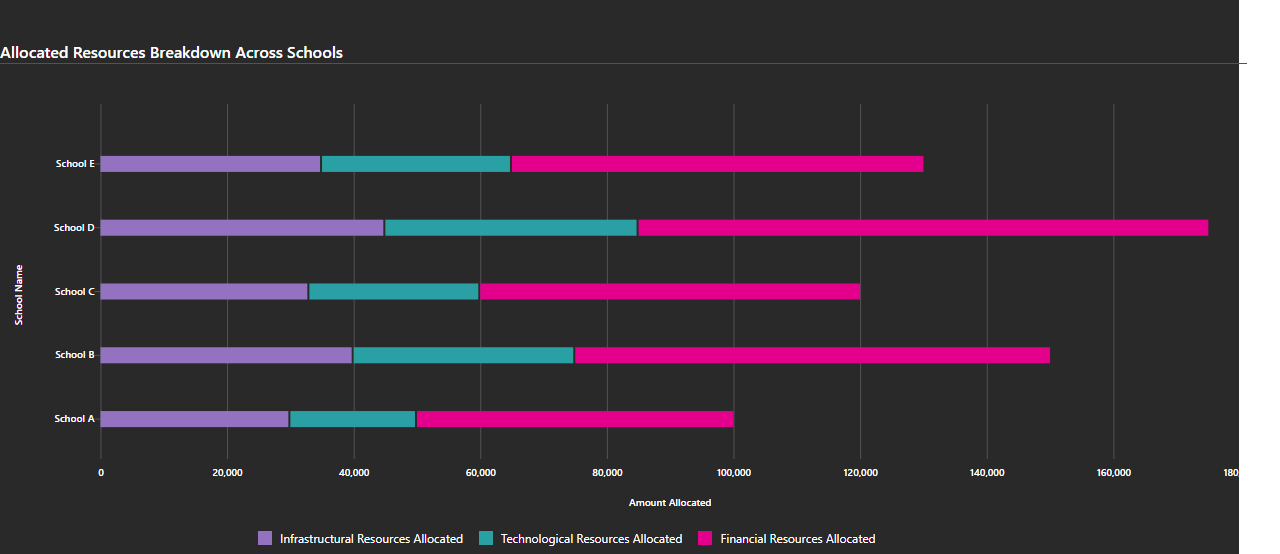 Allocated Resources Breakdown Across Schools
School E
School D
School C
School B
School A
School Name
0 20,000 40,000 60,000 80,000 100,000 120,000 140,000 160,000 180,
Amount Allocated
Infrastructural Resources Allocated Technological Resources Allocated Financial Resources Allocated